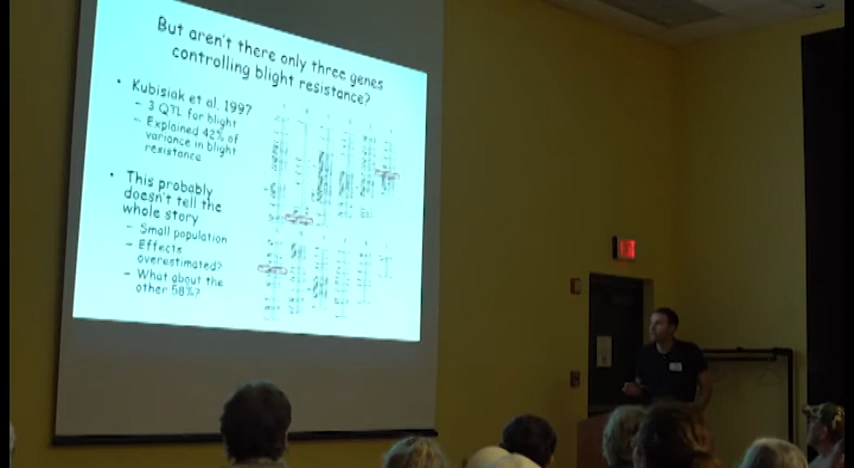 But aren't there only three genes
controlling blight resistance?
• Kubisiak et al. 1997
– 3 QTL for blight
– Explained 42% of
variance in blight
resistance
• This probably
doesn't tell the
whole story
– Small population
– Effects
overestimated?
– What about the
other 58%?
EXIT